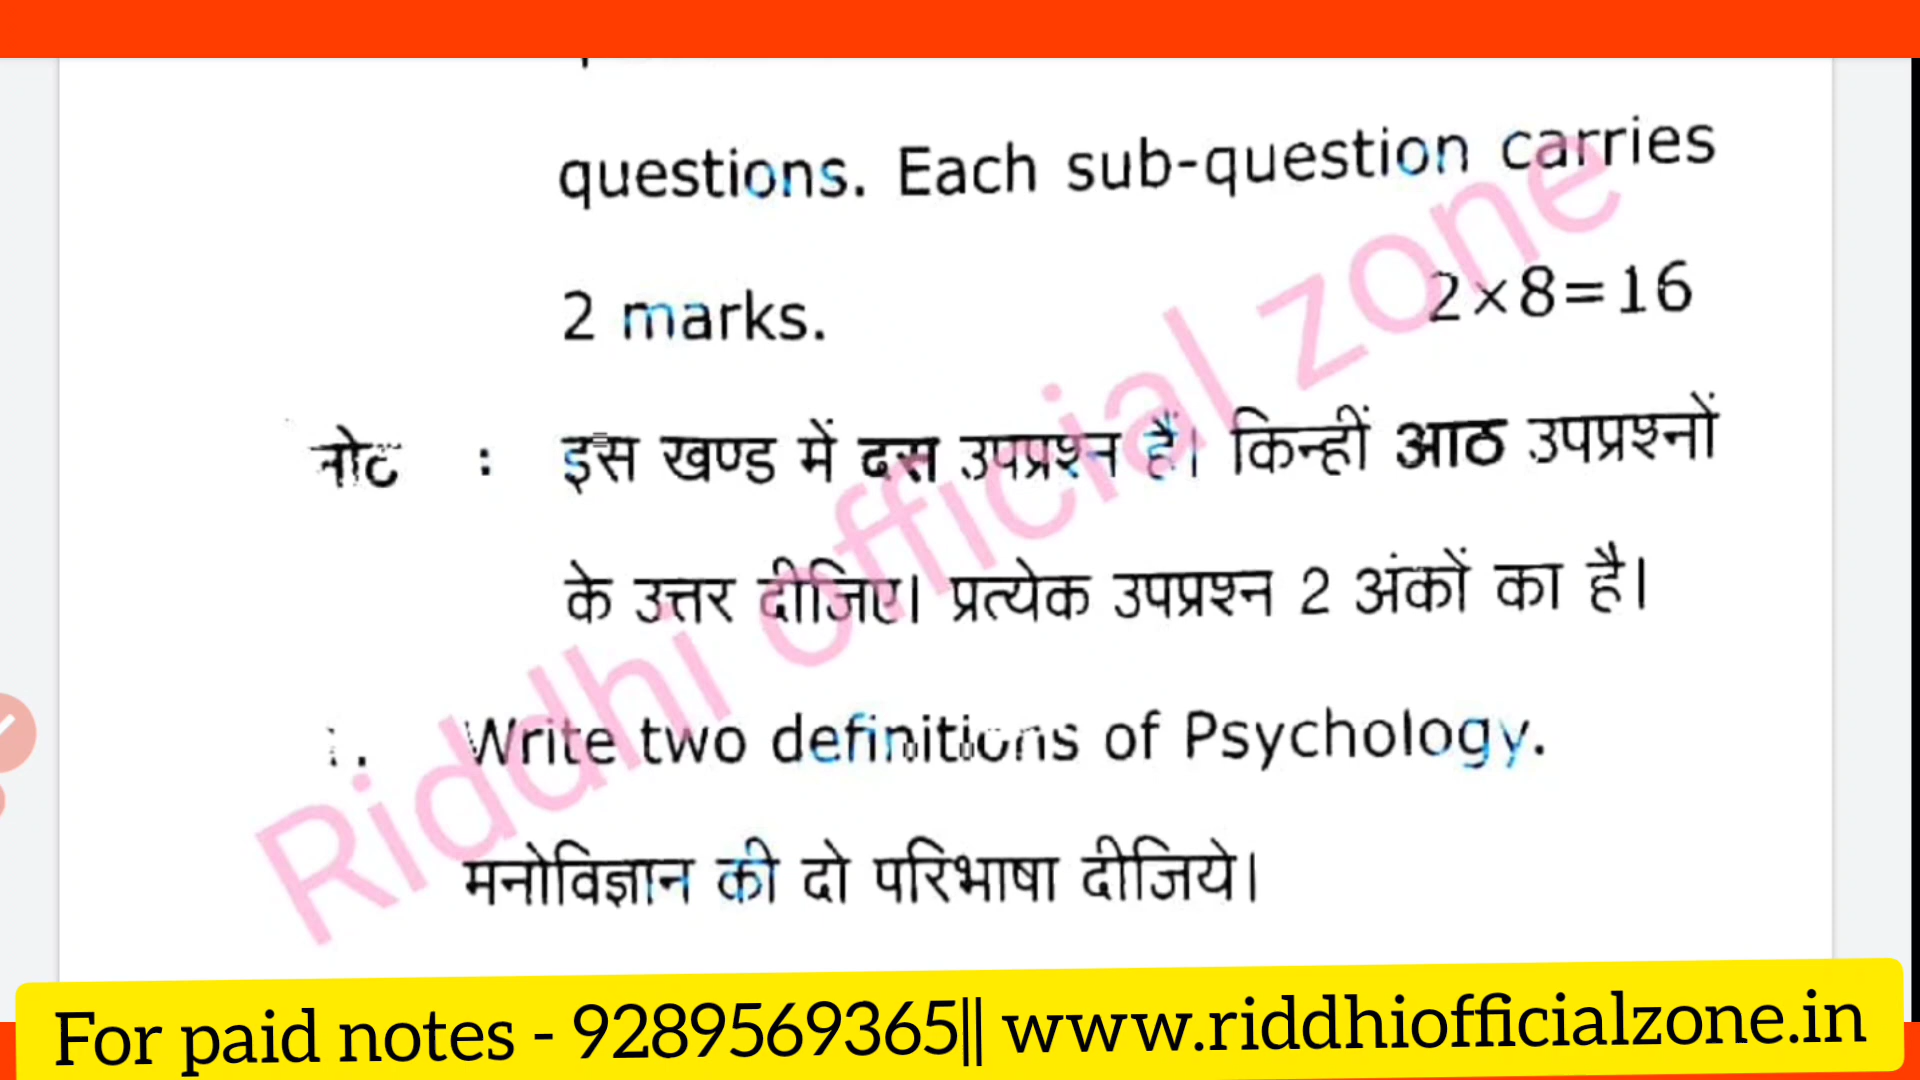 questions. Each sub-question carries
2 marks. 2×8=16
नोट : इस खण्ड में दस उपप्रश्न हैं। किन्हीं आठ उपप्रश्नों
के उत्तर दीजिए। प्रत्येक उपप्रश्न 2 अंकों का है।
1. Write two definitions of Psychology.
मनोविज्ञान की दो परिभाषा दीजिये।
Riddhi official zone
For paid notes - 9289569365|| www.riddhiofficialzone.in